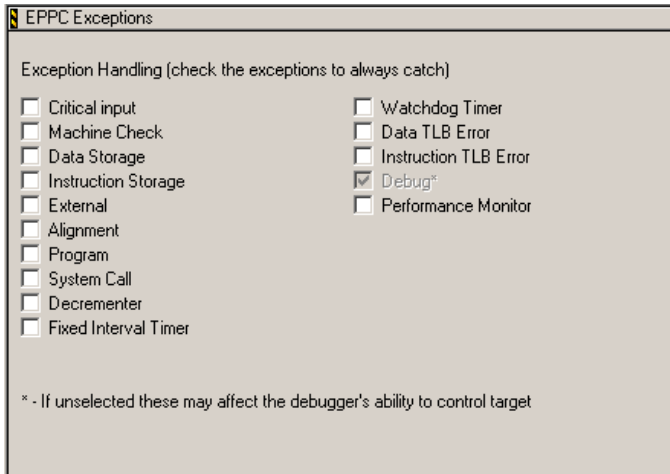 EPPC Exceptions
Exception Handling (check the exceptions to always catch)
Critical input
Machine Check
Data Storage
Instruction Storage
External
Alignment
Program
System Call
Decrementer
Fixed Interval Timer
Watchdog Timer
Data TLB Error
Instruction TLB Error
Debug*
Performance Monitor
* - If unselected these may affect the debugger's ability to control target